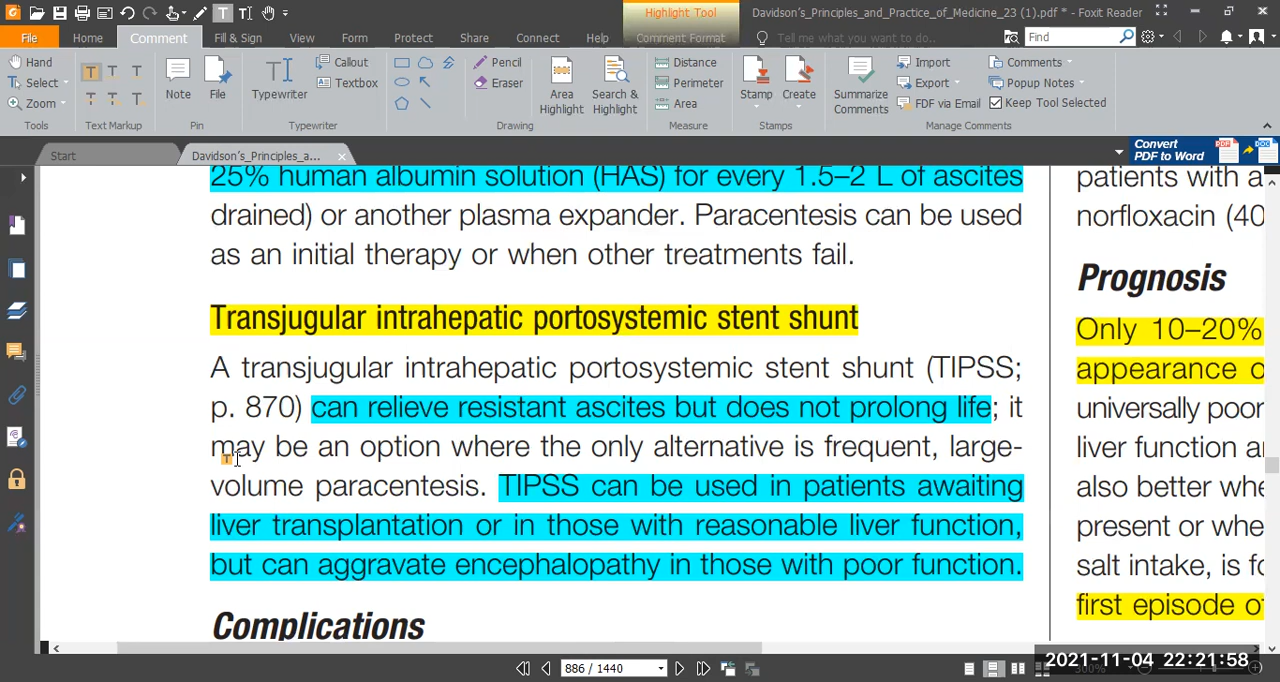 Highlight Tool
Davidson's_Principles_and_Practice_of_Medicine_23 (1).pdf * - Foxit Reader
File Home Comment Fill & Sign View Form Protect Share Connect Help Comment Format Tell me what you want to do.. Find
Hand
Select
Zoom
Tools
Text Markup
Note
File
Pin
Typewriter
Callout
Textbox
Typewriter
Pencil
Eraser
Drawing
Area Highlight
Search & Highlight
Distance
Perimeter
Area
Measure
Stamp
Create
Stamps
Summarize Comments
Import
Export
FDF via Email
Comments
Popup Notes
Keep Tool Selected
Manage Comments
Start
Davidson's_Principles_a...
Convert
PDF to Word
25% human albumin solution (HAS) for every 1.5–2 L of ascites
drained) or another plasma expander. Paracentesis can be used
as an initial therapy or when other treatments fail.
Transjugular intrahepatic portosystemic stent shunt
A transjugular intrahepatic portosystemic stent shunt (TIPSS;
p. 870) can relieve resistant ascites but does not prolong life; it
may be an option where the only alternative is frequent, large-
volume paracentesis. TIPSS can be used in patients awaiting
liver transplantation or in those with reasonable liver function,
but can aggravate encephalopathy in those with poor function.
Complications
patients with a
norfloxacin (40
Prognosis
Only 10–20%
appearance o
universally poor
liver function a
also better whe
present or whe
salt intake, is fo
first episode of
886 / 1440
2021-11-04 22:21:58